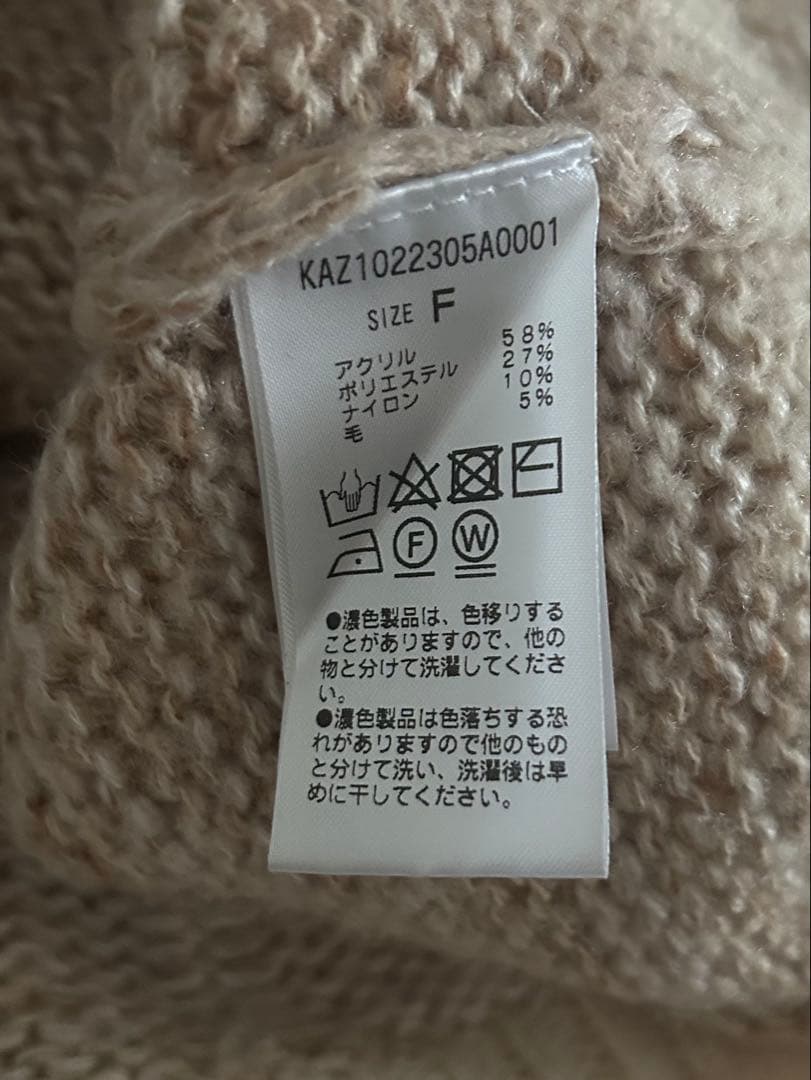 KAZ1022305A0001
SIZE F
アクリル 58%
ポリエステル 27%
ナイロン 10%
毛 5%
F W
●濃色製品は、色移りする
ことがありますので、他の
物と分けて洗濯してくださ
い。
●濃色製品は色落ちする恐
れがありますので他のもの
と分けて洗い、洗濯後は早
めに干してください。